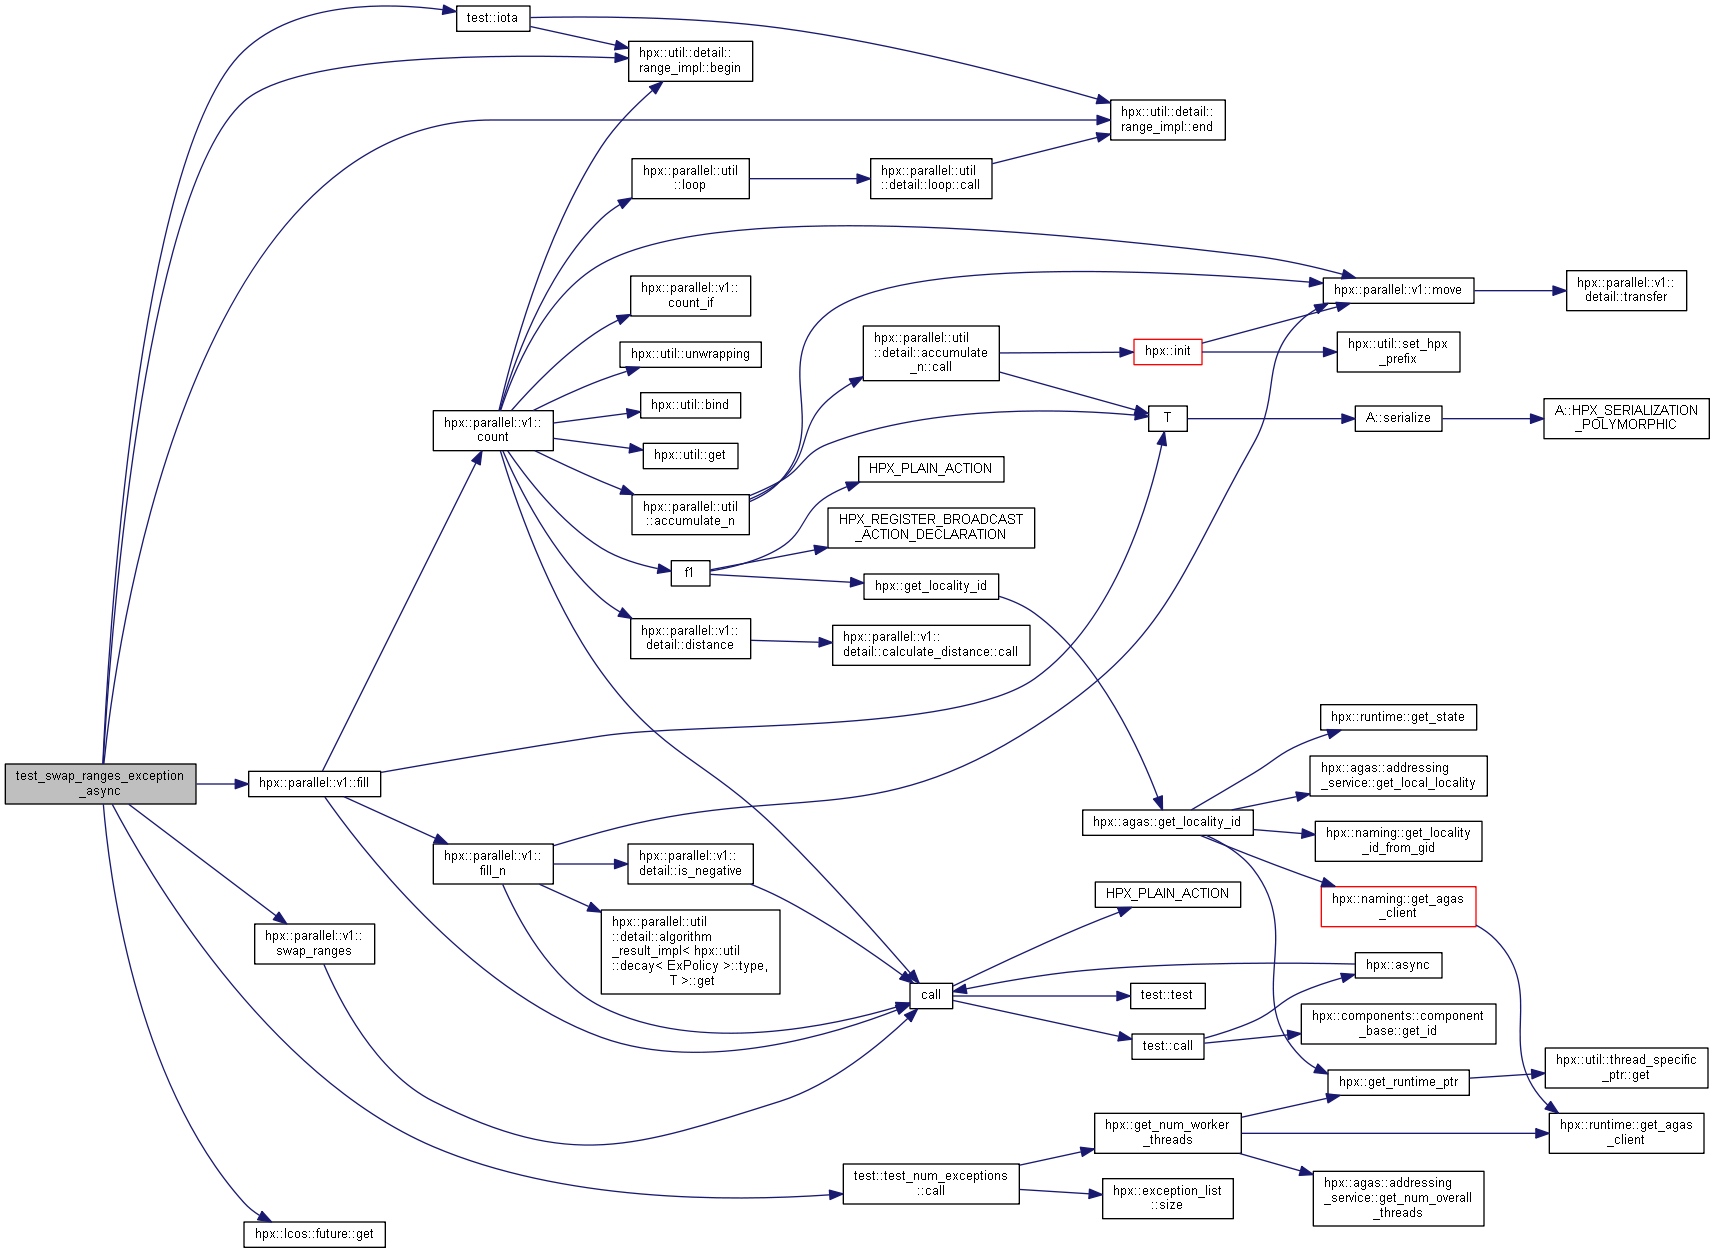 test::iota
hpx::util::detail::
range_impl::begin
hpx::util::detail::
range_impl::end
hpx::parallel::util
::loop
hpx::parallel::util
::detail::loop::call
hpx::parallel::v1::
count_if
hpx::parallel::v1::move
hpx::parallel::v1::
detail::transfer
hpx::util::unwrapping
hpx::parallel::util
::detail::accumulate
_n::call
hpx::init
hpx::util::set_hpx
_prefix
hpx::util::bind
hpx::parallel::v1::
count
T
A::serialize
A::HPX_SERIALIZATION
_POLYMORPHIC
hpx::util::get
HPX_PLAIN_ACTION
hpx::parallel::util
::accumulate_n
HPX_REGISTER_BROADCAST
_ACTION_DECLARATION
f1
hpx::get_locality_id
hpx::parallel::v1::
detail::distance
hpx::parallel::v1::
detail::calculate_distance::call
hpx::runtime::get_state
test_swap_ranges_exception
_async
hpx::parallel::v1::fill
hpx::agas::addressing
_service::get_local_locality
hpx::agas::get_locality_id
hpx::naming::get_locality
_id_from_gid
hpx::parallel::v1::
fill_n
hpx::parallel::v1::
detail::is_negative
HPX_PLAIN_ACTION
hpx::naming::get_agas
_client
hpx::parallel::util
::detail::algorithm
_result_impl< hpx::util
::decay< ExPolicy >::type,
T >::get
hpx::parallel::v1::
swap_ranges
hpx::async
call
test::test
hpx::components::component
_base::get_id
test::call
hpx::util::thread_specific
_ptr::get
hpx::get_runtime_ptr
hpx::get_num_worker
_threads
hpx::runtime::get_agas
_client
test::test_num_exceptions
::call
hpx::exception_list
::size
hpx::agas::addressing
_service::get_num_overall
_threads
hpx::lcos::future::get